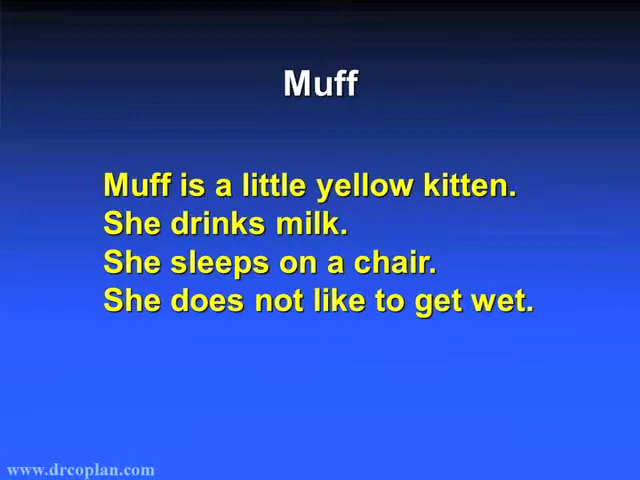 Muff
Muff is a little yellow kitten.
She drinks milk.
She sleeps on a chair.
She does not like to get wet.
www.drcoplan.com